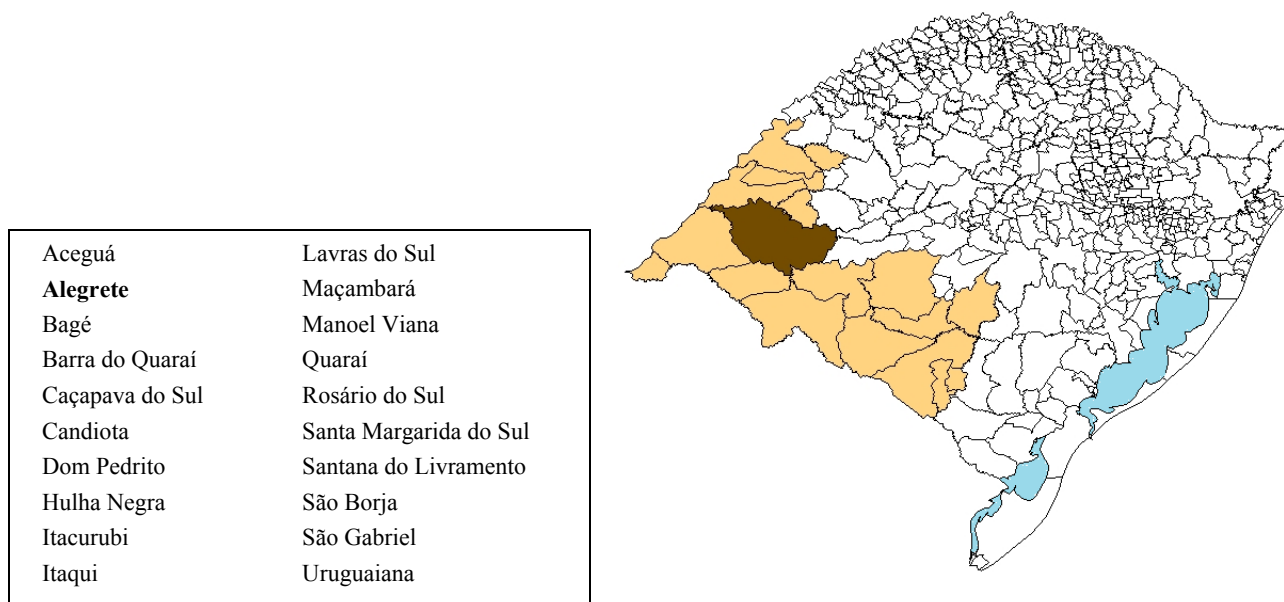 Aceguá
Alegrete
Bagé
Barra do Quaraí
Caçapava do Sul
Candiota
Dom Pedrito
Hulha Negra
Itacurubi
Itaqui
Lavras do Sul
Maçambará
Manoel Viana
Quaraí
Rosário do Sul
Santa Margarida do Sul
Santana do Livramento
São Borja
São Gabriel
Uruguaiana